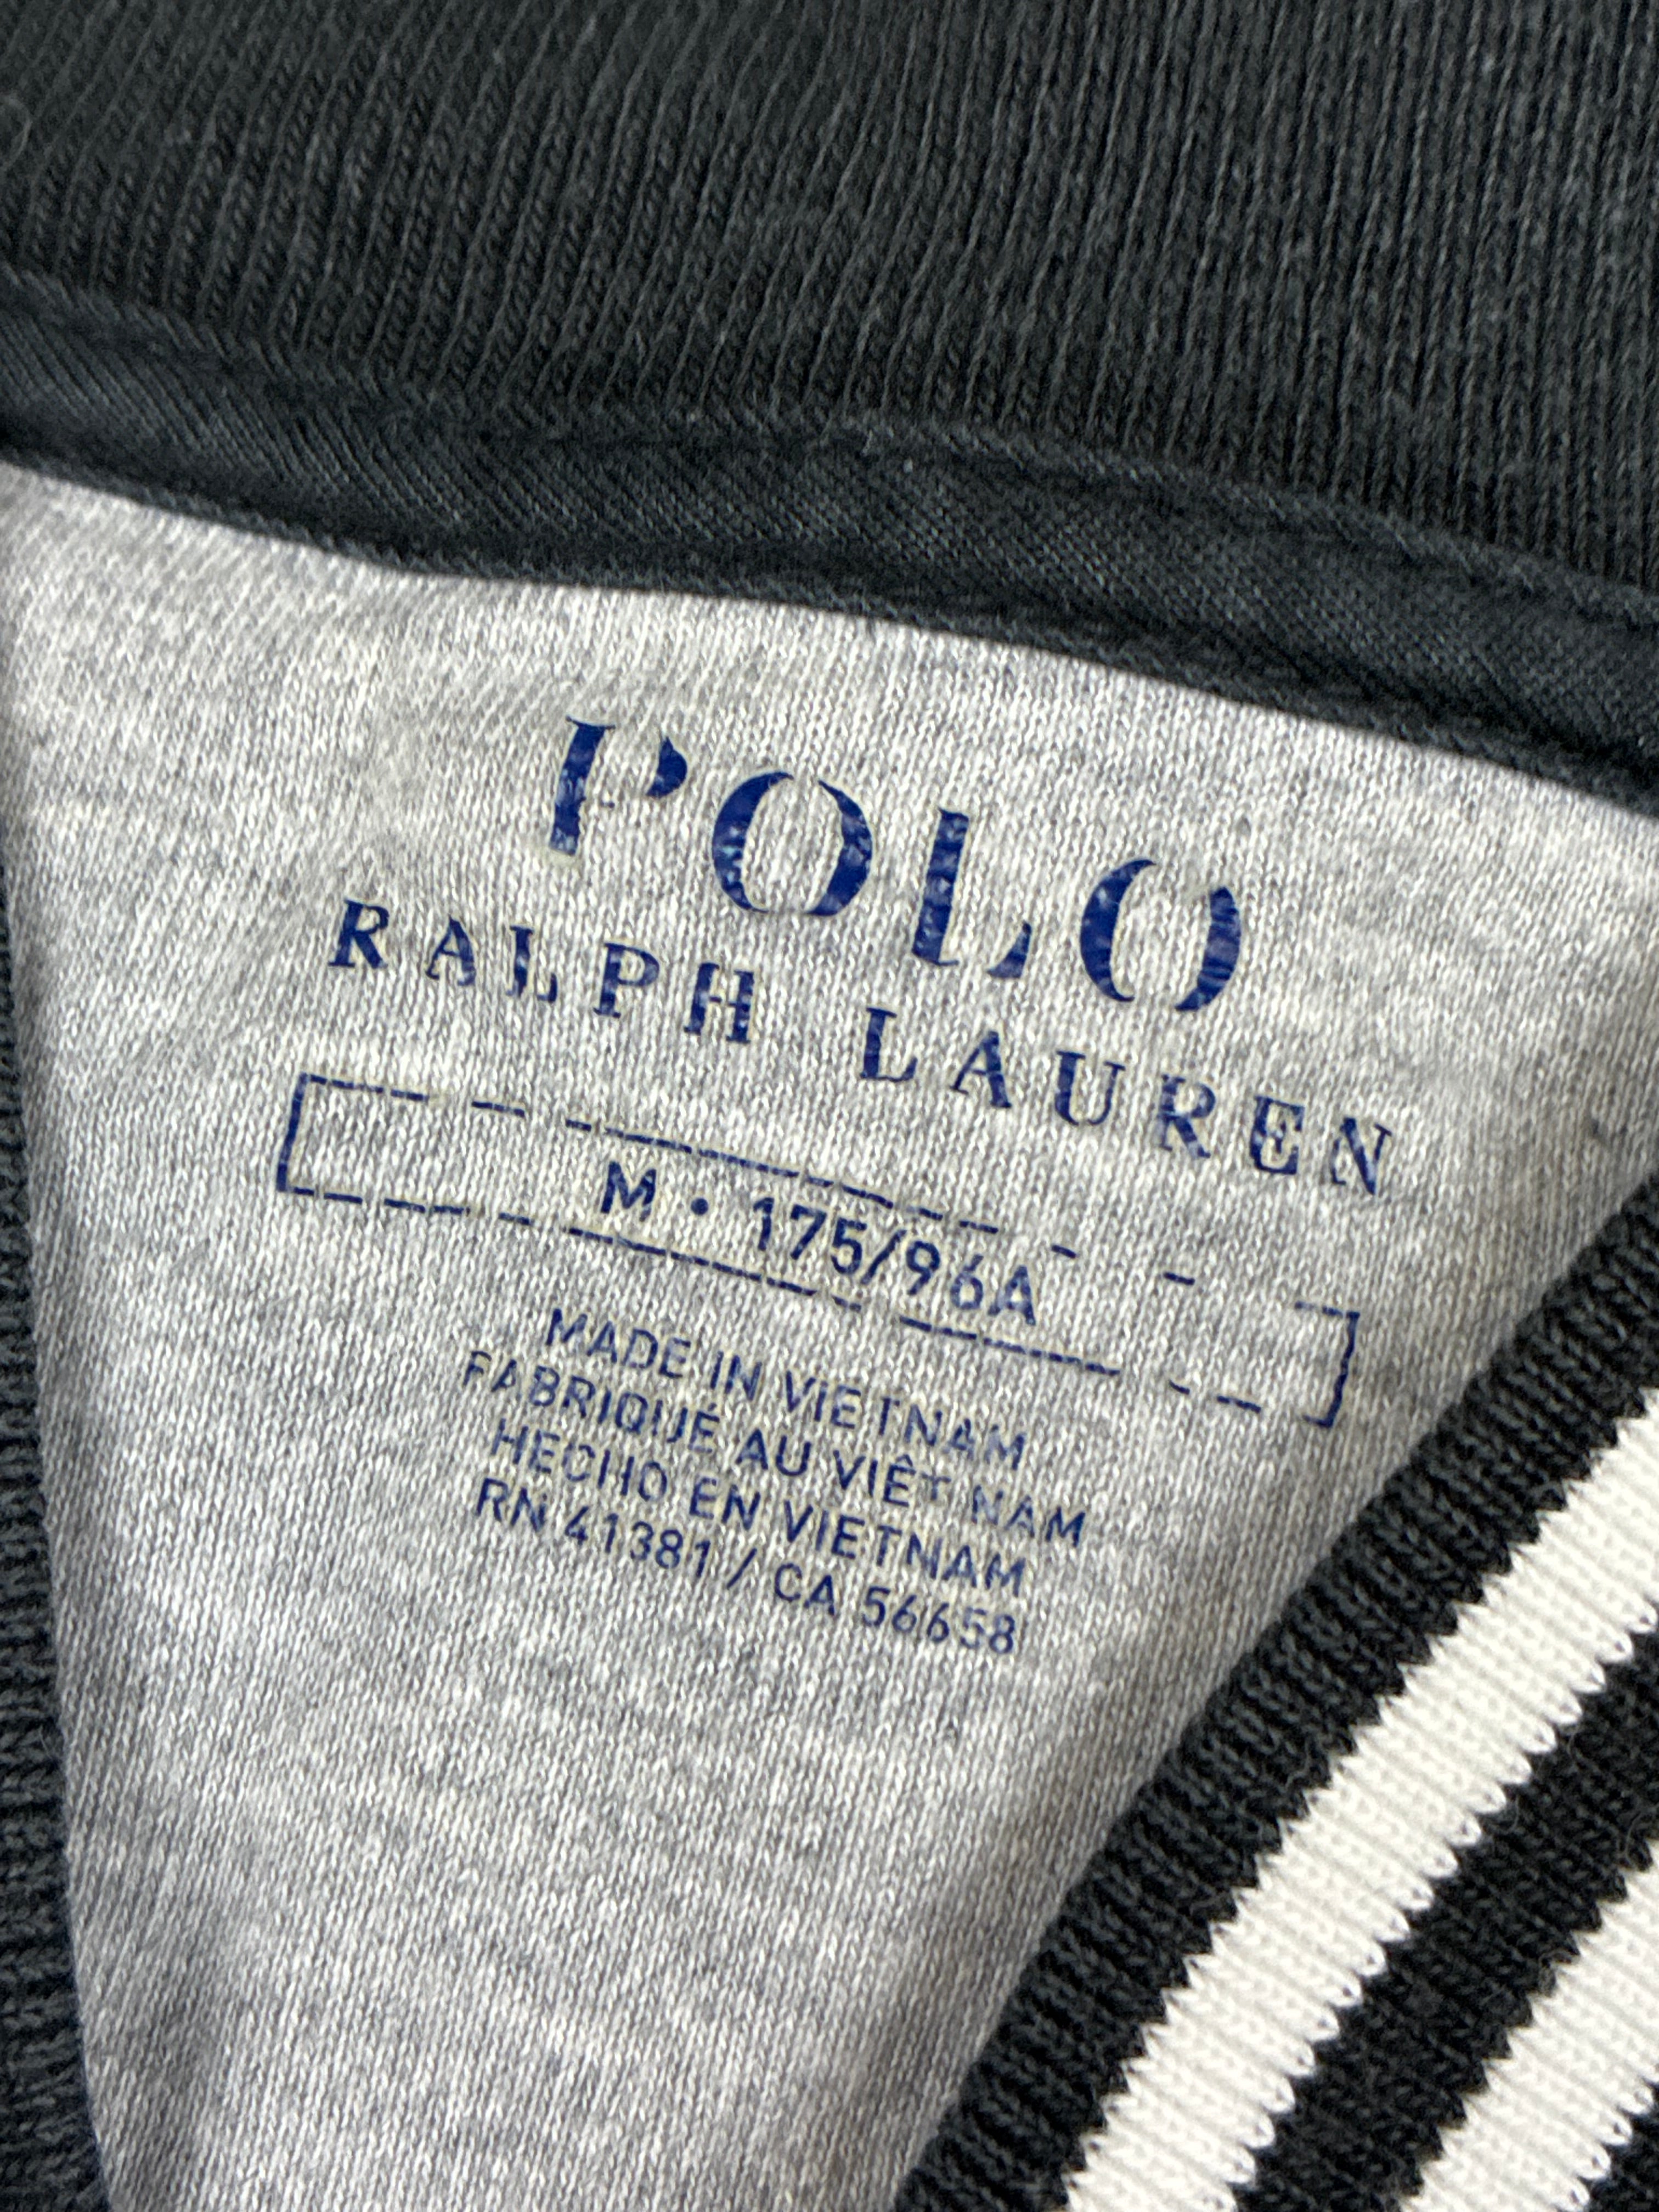 POLO
RALPH LAUREN
M • 175/96A
MADE IN VIETNAM
FABRIQUÉ AU VIÊT NAM
HECHO EN VIETNAM
RN 41381 / CA 56658